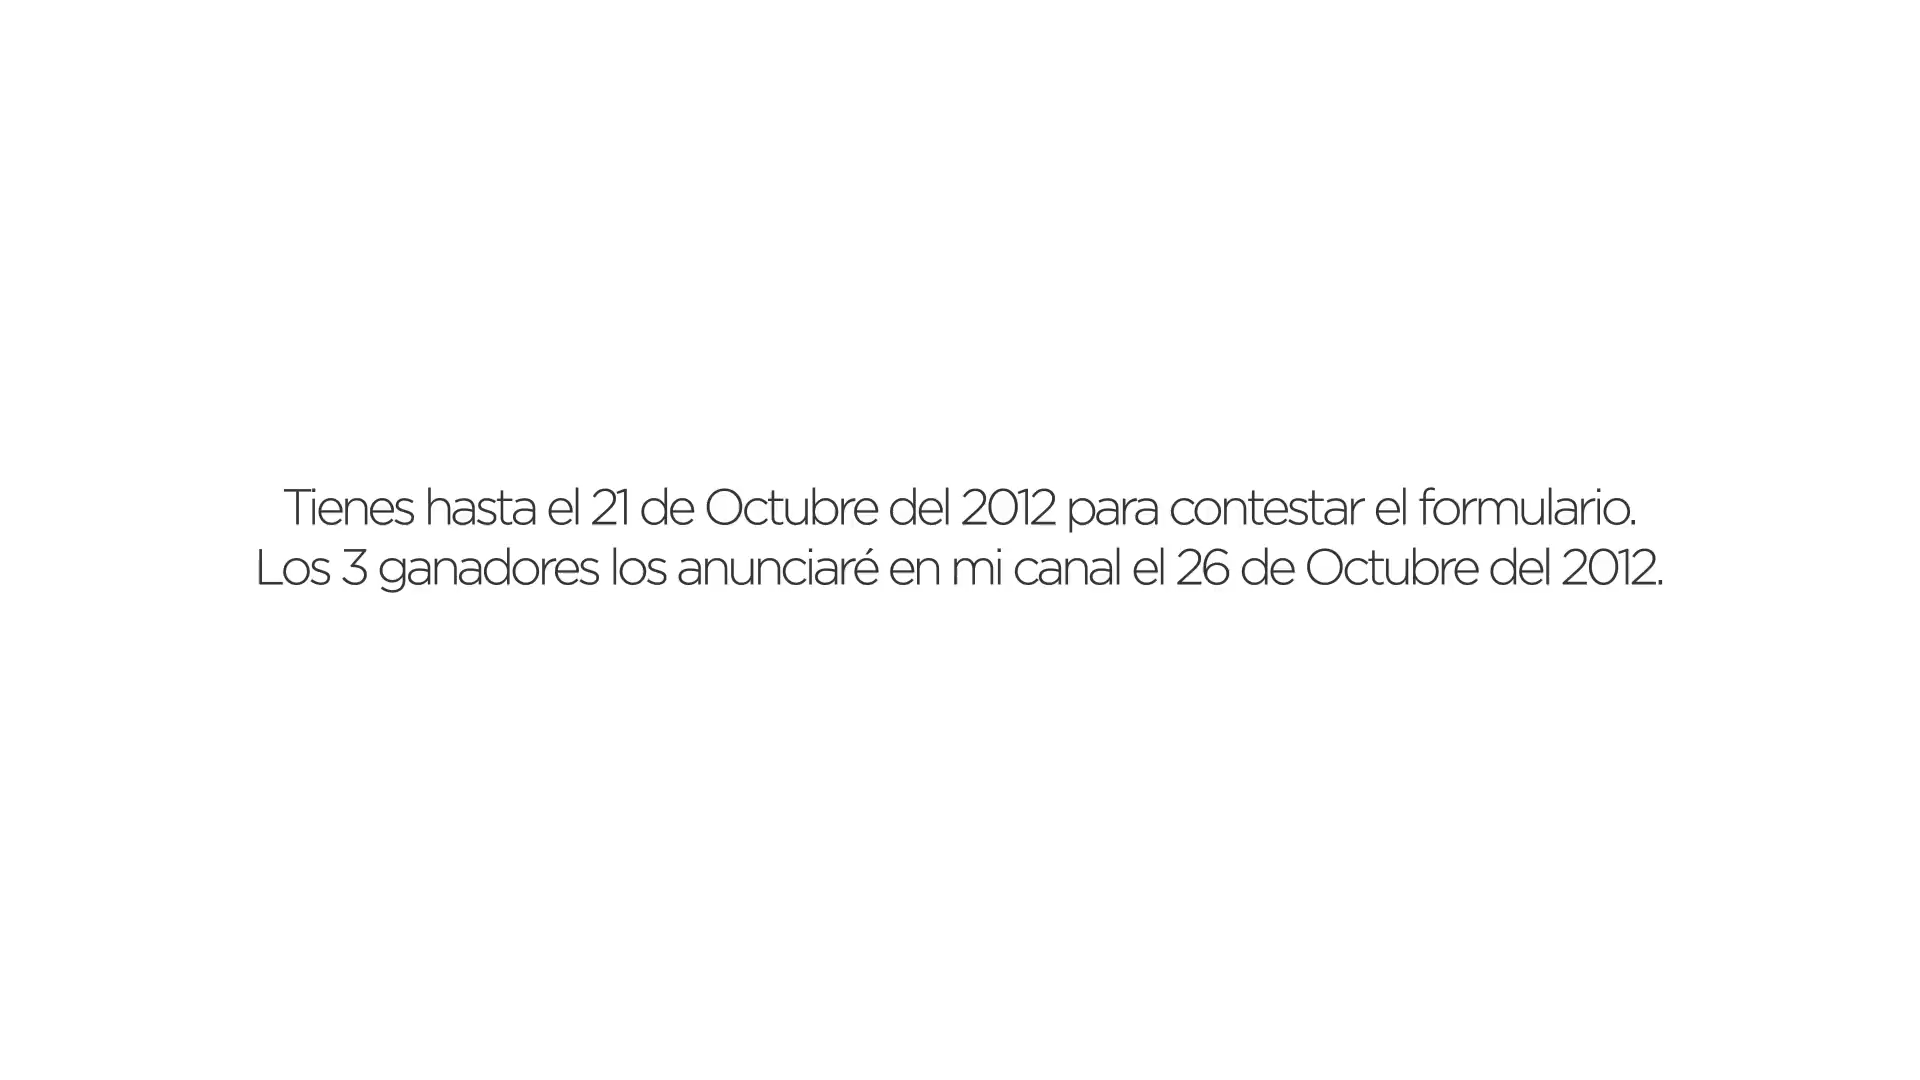 Tienes hasta el 21 de Octubre del 2012 para contestar el formulario.
Los 3 ganadores los anunciaré en mi canal el 26 de Octubre del 2012.